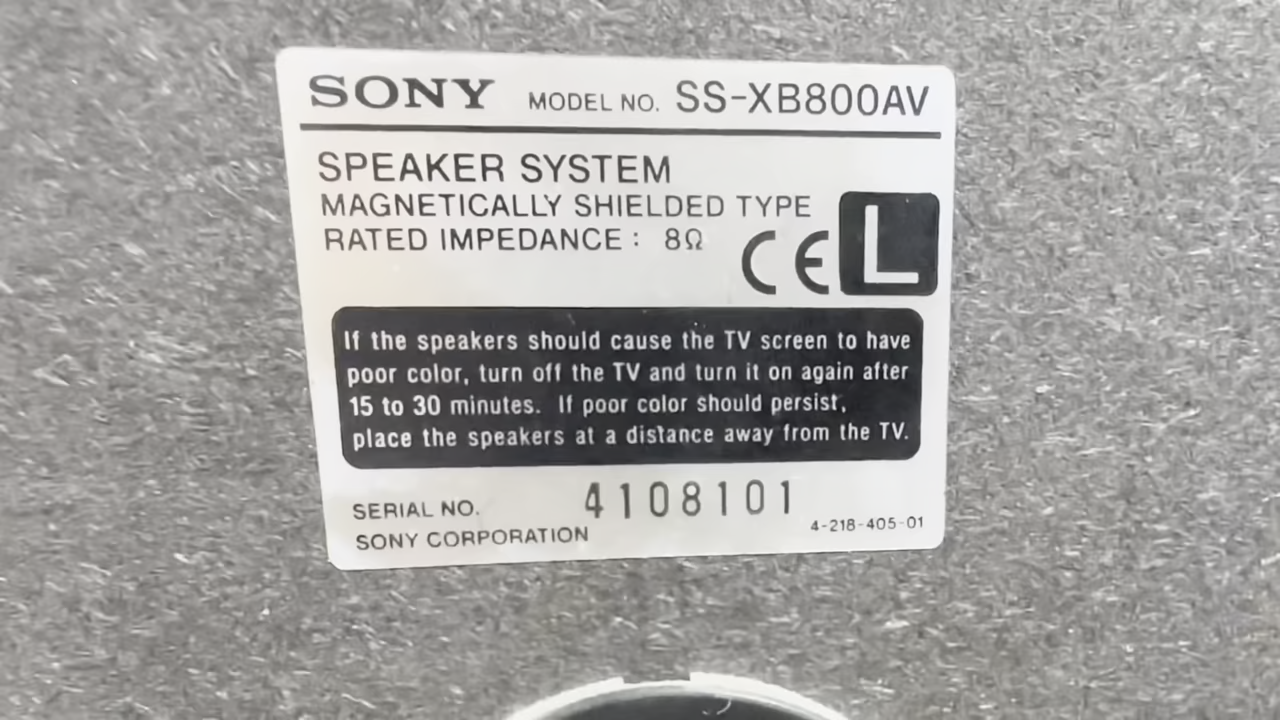 SONY MODEL NO. SS-XB800AV
SPEAKER SYSTEM
MAGNETICALLY SHIELDED TYPE
RATED IMPEDANCE : 8Ω
CE L
If the speakers should cause the TV screen to have
poor color, turn off the TV and turn it on again after
15 to 30 minutes. If poor color should persist,
place the speakers at a distance away from the TV.
SERIAL NO. 4108101
SONY CORPORATION 4-218-405-01